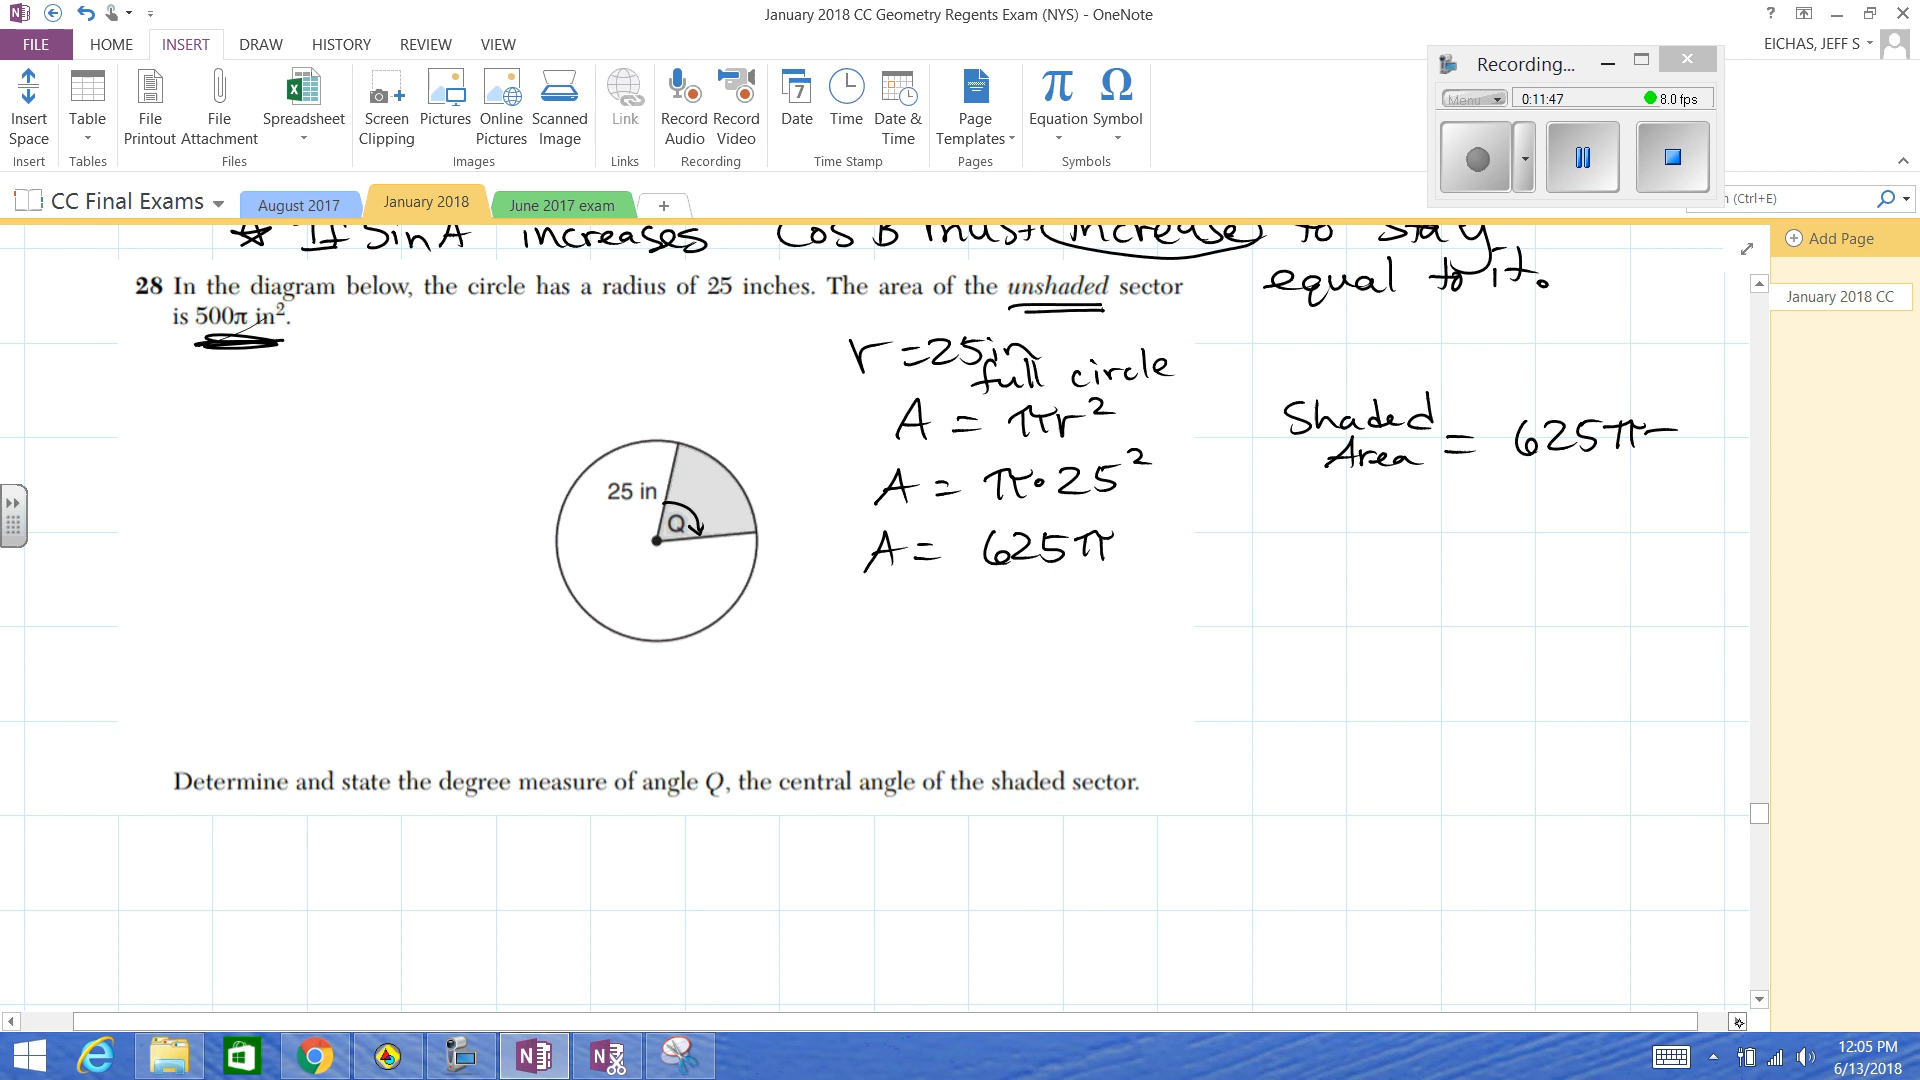 January 2018 CC Geometry Regents Exam (NYS) - OneNote
FILE HOME INSERT DRAW HISTORY REVIEW VIEW
EICHAS, JEFF S
Recording...
Menu 0:11:47 8.0 fps
Insert Space
Table
File Printout
File Attachment
Spreadsheet
Screen Clipping
Pictures
Online Pictures
Scanned Image
Link
Record Audio
Record Video
Date
Time
Date & Time
Page Templates
Equation
Symbol
Insert Tables Files Images Links Recording Time Stamp Pages Symbols
CC Final Exams August 2017 January 2018 June 2017 exam +
(Ctrl+E)
Add Page
January 2018 CC
If Sin A increases Cos B must increase to stay
equal to it.
28 In the diagram below, the circle has a radius of 25 inches. The area of the unshaded sector
is 500π in².
r = 25in
full circle
A = πr²
A = π·25²
A = 625π
Shaded
Area = 625π-
25 in
Q
Determine and state the degree measure of angle Q, the central angle of the shaded sector.
12:05 PM
6/13/2018